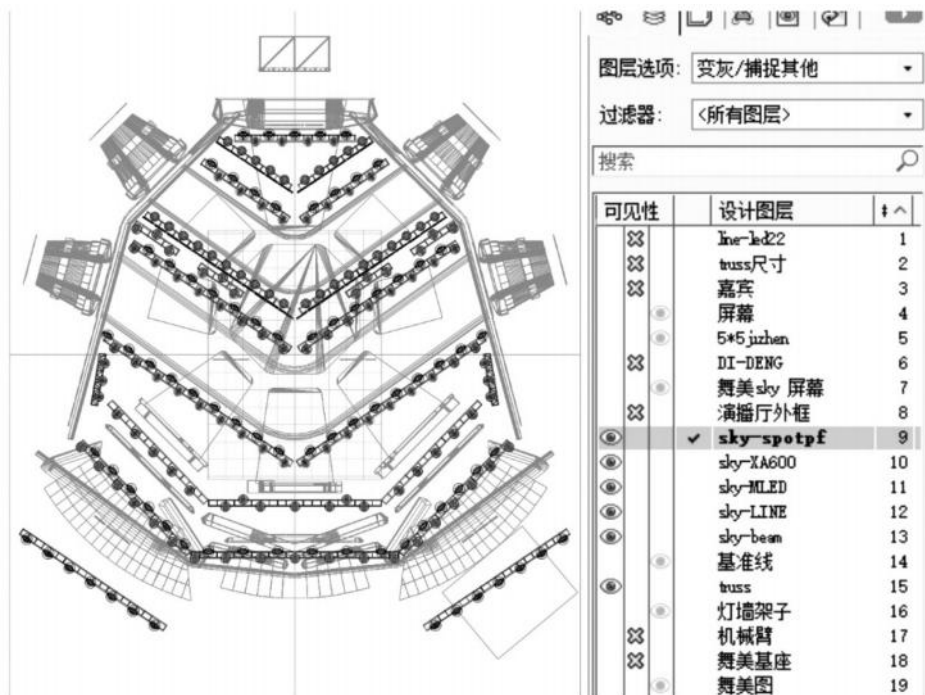 图层选项: 变灰/捕捉其他
过滤器: <所有图层>
搜索
可见性 设计图层
line-led22 1
truss尺寸 2
嘉宾 3
屏幕 4
5*5juzhen 5
DI-DENG 6
舞美sky 屏幕 7
演播厅外框 8
sky-spotpf 9
sky-XA600 10
sky-MLED 11
sky-LINE 12
sky-beam 13
基准线 14
truss 15
灯墙架子 16
机械臂 17
舞美基座 18
舞美图 19